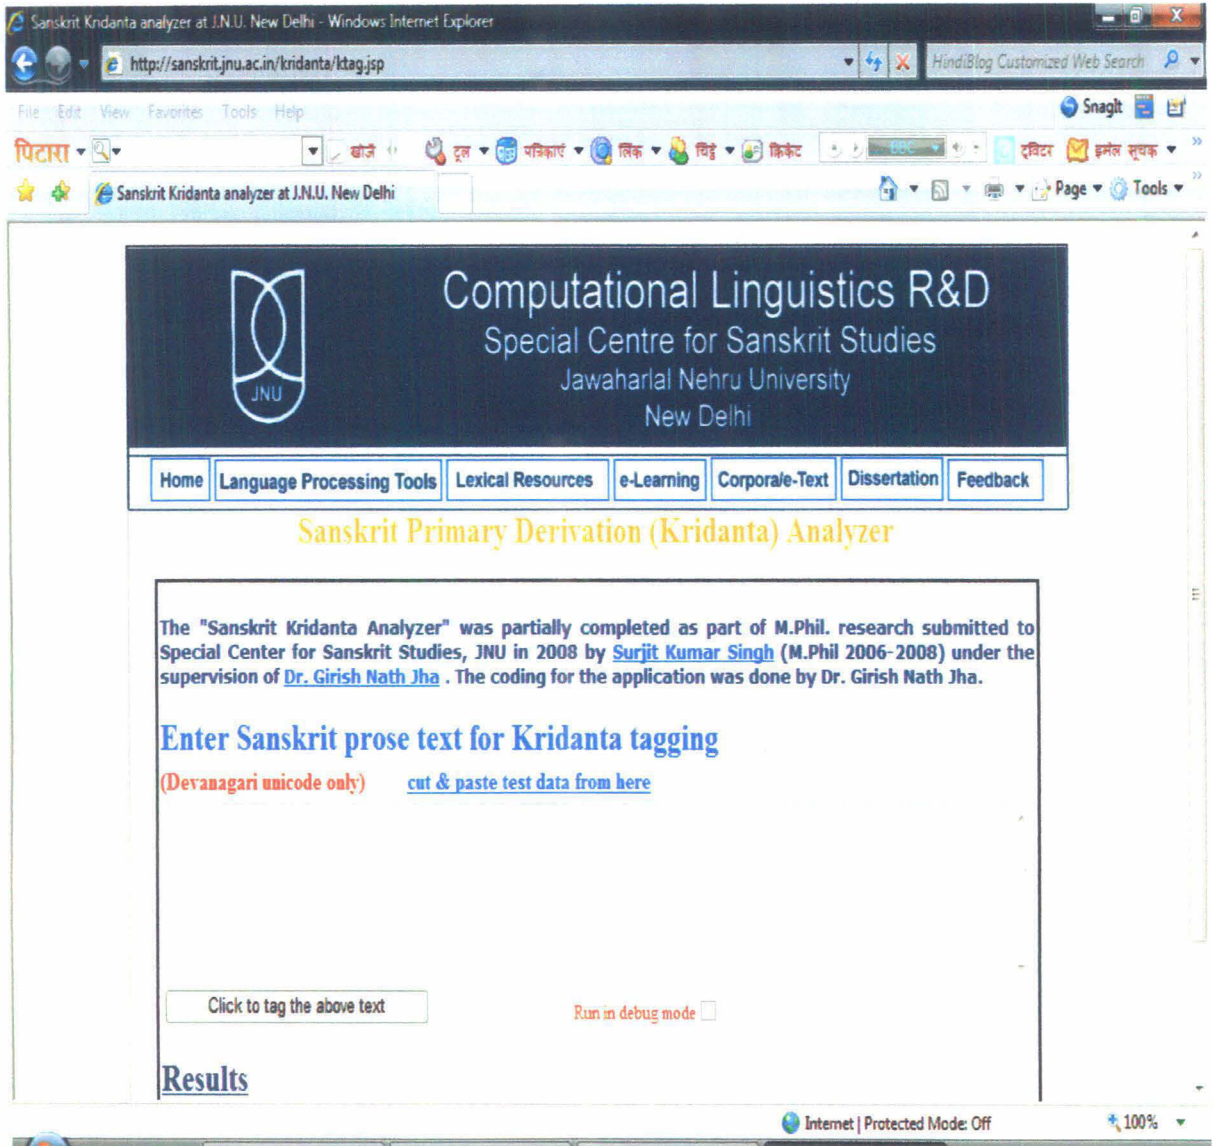 Sanskrit Kridanta analyzer at J.N.U. New Delhi - Windows Internet Explorer
http://sanskrit.jnu.ac.in/kridanta/ktag.jsp
HindiBlog Customized Web Search
File Edit View Favorites Tools Help
SnagIt
पिटारा खोजें टूल पत्रिकाएं लिंक चिट्ठे क्रिकेट BBC ट्विटर इमेल सूचक
Sanskrit Kridanta analyzer at J.N.U. New Delhi
Page Tools
JNU
Computational Linguistics R&D
Special Centre for Sanskrit Studies
Jawaharlal Nehru University
New Delhi
Home Language Processing Tools Lexical Resources e-Learning Corpora/e-Text Dissertation Feedback
Sanskrit Primary Derivation (Kridanta) Analyzer
The "Sanskrit Kridanta Analyzer" was partially completed as part of M.Phil. research submitted to
Special Center for Sanskrit Studies, JNU in 2008 by Surjit Kumar Singh (M.Phil 2006-2008) under the
supervision of Dr. Girish Nath Jha . The coding for the application was done by Dr. Girish Nath Jha.
Enter Sanskrit prose text for Kridanta tagging
(Devanagari unicode only) cut & paste test data from here
Click to tag the above text Run in debug mode
Results
Internet | Protected Mode: Off 100%